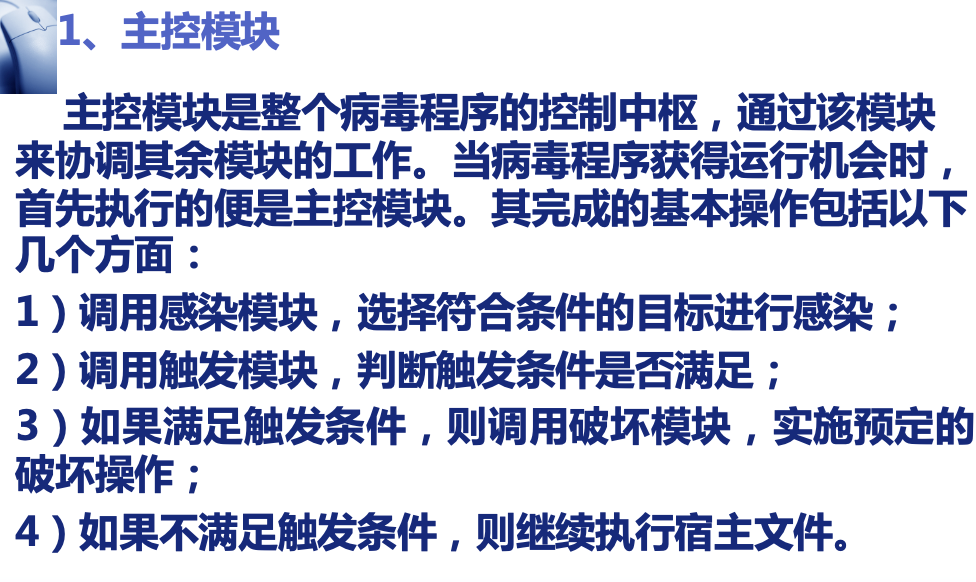 1、主控模块
主控模块是整个病毒程序的控制中枢，通过该模块
来协调其余模块的工作。当病毒程序获得运行机会时，
首先执行的便是主控模块。其完成的基本操作包括以下
几个方面：
1）调用感染模块，选择符合条件的目标进行感染；
2）调用触发模块，判断触发条件是否满足；
3）如果满足触发条件，则调用破坏模块，实施预定的
破坏操作；
4）如果不满足触发条件，则继续执行宿主文件。